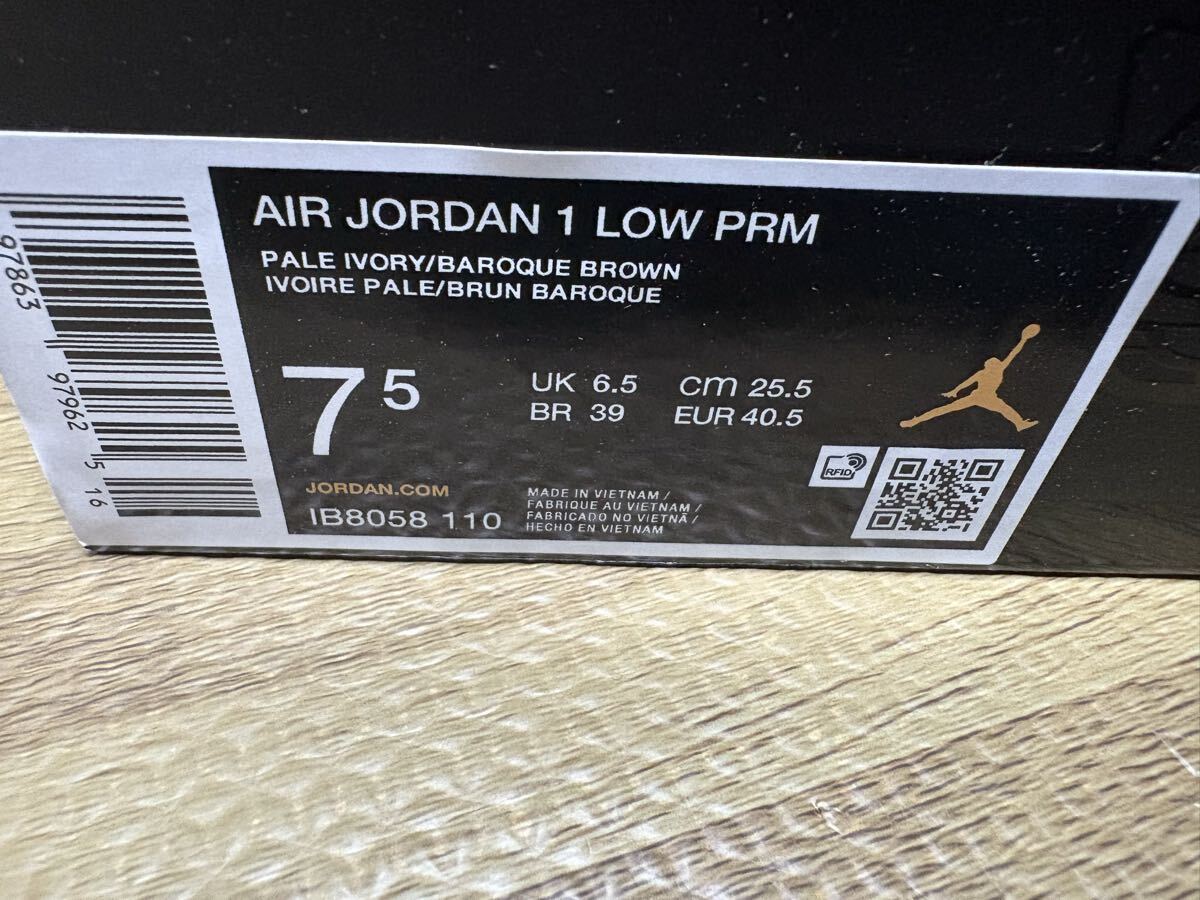 AIR JORDAN 1 LOW PRM
PALE IVORY/BAROQUE BROWN
IVOIRE PALE/BRUN BAROQUE
7 5
UK 6.5 cm 25.5
BR 39 EUR 40.5
JORDAN.COM
IB8058 110
MADE IN VIETNAM /
FABRIQUE AU VIETNAM /
FABRICADO NO VIETNÃ /
HECHO EN VIETNAM
RFID
97863 97962 5 16